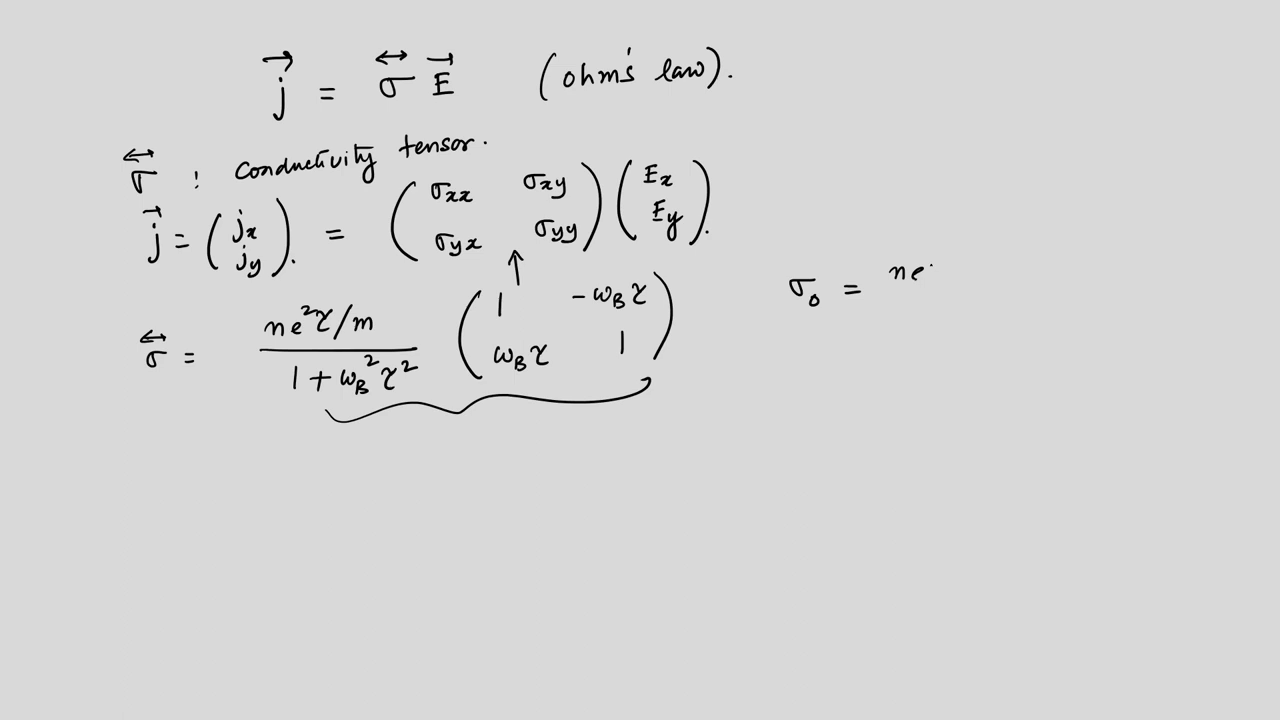 j⃗ = σ⃡ E⃗ (ohm's law).
σ⃡ : Conductivity tensor.
j⃗ = (jx jy). = (σxx σxy σyx σyy) (Ex Ey).
σ⃡ = ne²τ/m / 1 + ωB²τ² (1 -ωBτ ωBτ 1)
σ₀ = ne